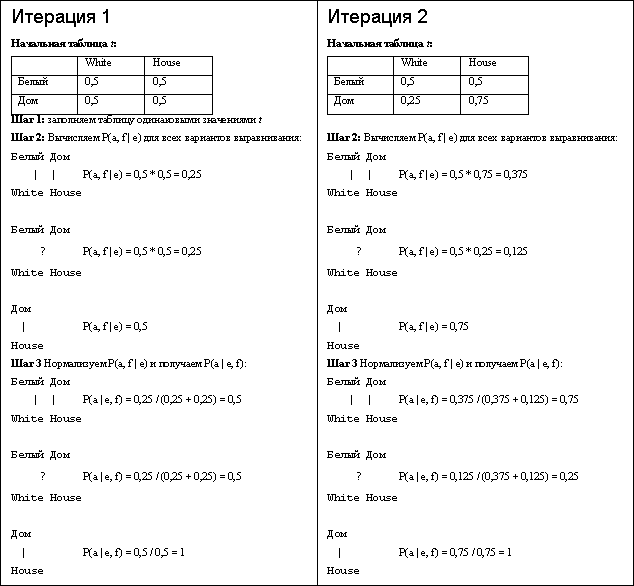 Итерация 1
Начальная таблица t:
White House
Белый 0,5 0,5
Дом 0,5 0,5
Шаг 1: заполняем таблицу одинаковыми значениями t
Шаг 2: Вычисляем P(a, f | e) для всех вариантов выравнивания:
Белый Дом
| | P(a, f | e) = 0,5 * 0,5 = 0,25
White House
Белый Дом
? P(a, f | e) = 0,5 * 0,5 = 0,25
White House
Дом
| P(a, f | e) = 0,5
House
Шаг 3 Нормализуем P(a, f | e) и получаем P(a | e, f):
Белый Дом
| | P(a | e, f) = 0,25 / (0,25 + 0,25) = 0,5
White House
Белый Дом
? P(a | e, f) = 0,25 / (0,25 + 0,25) = 0,5
White House
Дом
| P(a | e, f) = 0,5 / 0,5 = 1
House
Итерация 2
Начальная таблица t:
White House
Белый 0,5 0,5
Дом 0,25 0,75
Шаг 2: Вычисляем P(a, f | e) для всех вариантов выравнивания:
Белый Дом
| | P(a, f | e) = 0,5 * 0,75 = 0,375
White House
Белый Дом
? P(a, f | e) = 0,5 * 0,25 = 0,125
White House
Дом
| P(a, f | e) = 0,75
House
Шаг 3 Нормализуем P(a, f | e) и получаем P(a | e, f):
Белый Дом
| | P(a | e, f) = 0,375 / (0,375 + 0,125) = 0,75
White House
Белый Дом
? P(a | e, f) = 0,125 / (0,375 + 0,125) = 0,25
White House
Дом
| P(a | e, f) = 0,75 / 0,75 = 1
House